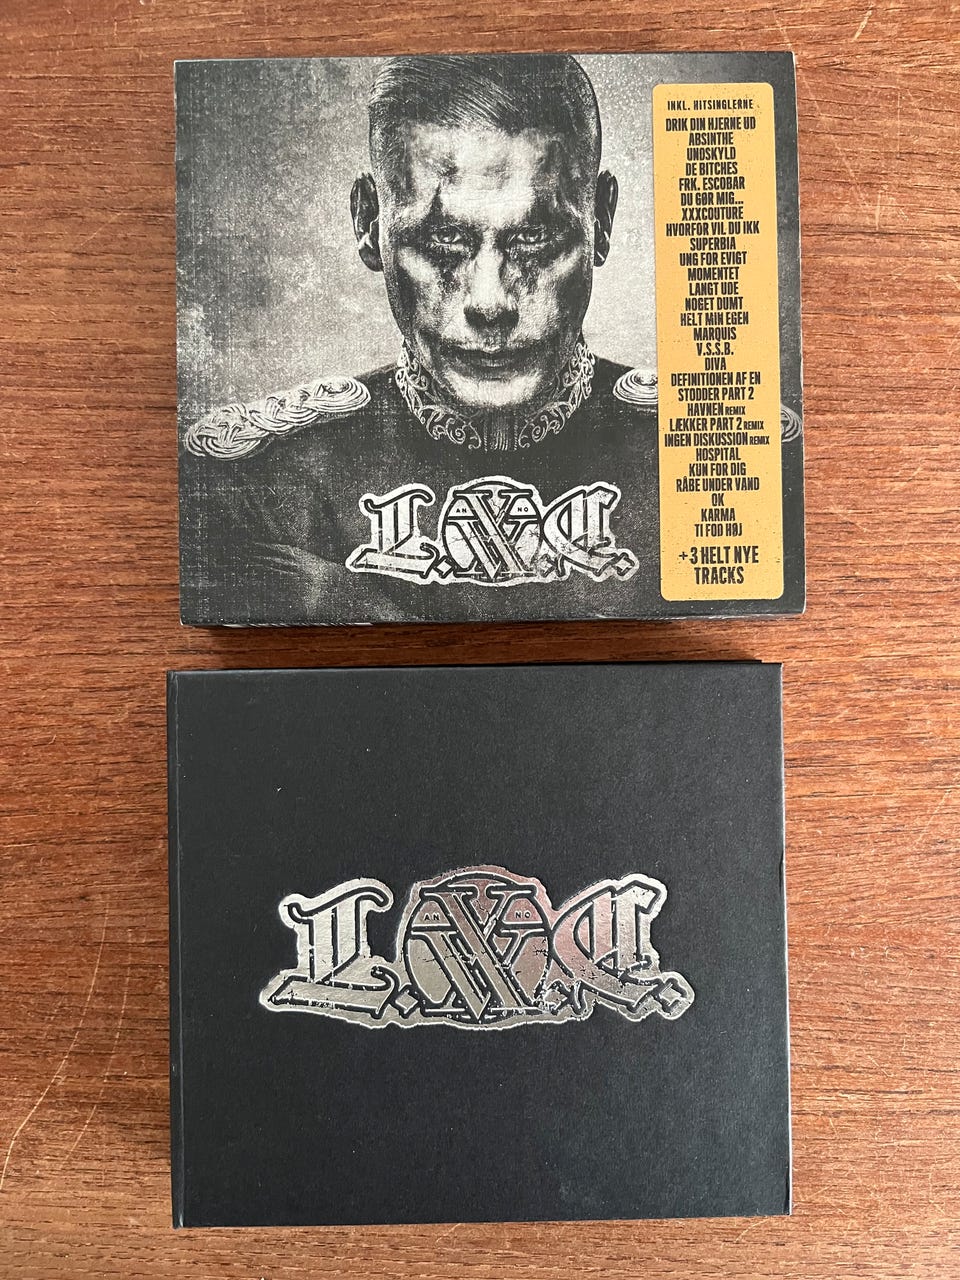 INKL. HITSINGLERNE
DRIK DIN HJERNE UD
ABSINTHE
UNDSKYLD
DE BITCHES
FRK. ESCOBAR
DU GØR MIG...
XXXCOUTURE
HVORFOR VIL DU IKK
SUPERBIA
UNG FOR EVIGT
MOMENTET
LANGT UDE
NOGET DUMT
HELT MIN EGEN
MARQUIS
V.S.S.B.
DIVA
DEFINITIONEN AF EN
STODDER PART 2
HAVNEN REMIX
LÆKKER PART 2 REMIX
INGEN DISKUSSION REMIX
HOSPITAL
KUN FOR DIG
RÅBE UNDER VAND
OK
KARMA
TI FOD HØJ
+3 HELT NYE
TRACKS
L.O.C.
ANNO
XV
L.O.C.
ANNO
XV